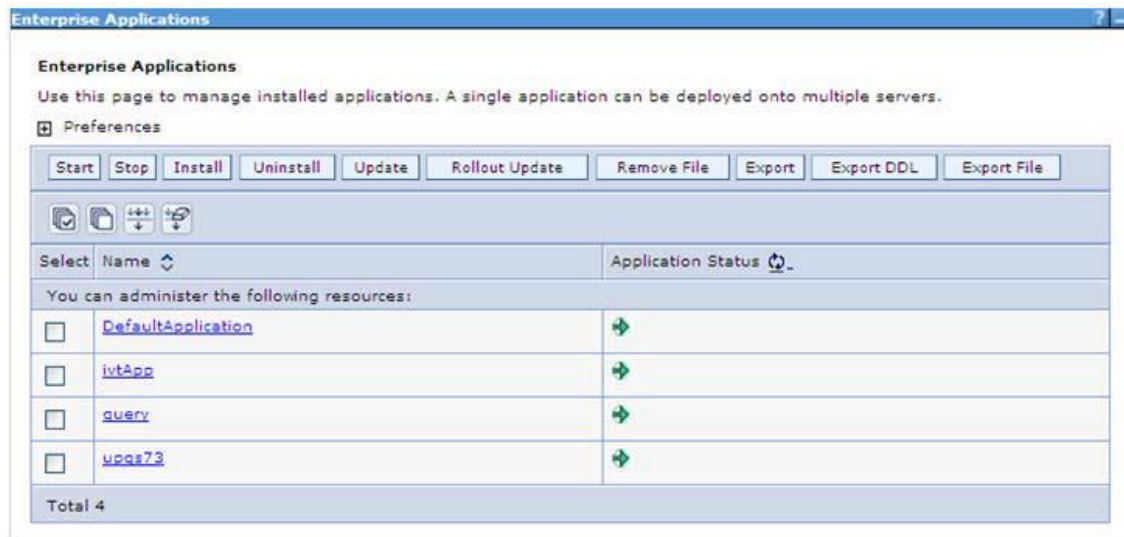 Enterprise Applications ? _
Enterprise Applications
Use this page to manage installed applications. A single application can be deployed onto multiple servers.
+ Preferences
Start Stop Install Uninstall Update Rollout Update Remove File Export Export DDL Export File
Select Name Application Status
You can administer the following resources:
DefaultApplication
ivtApp
query
upgs73
Total 4